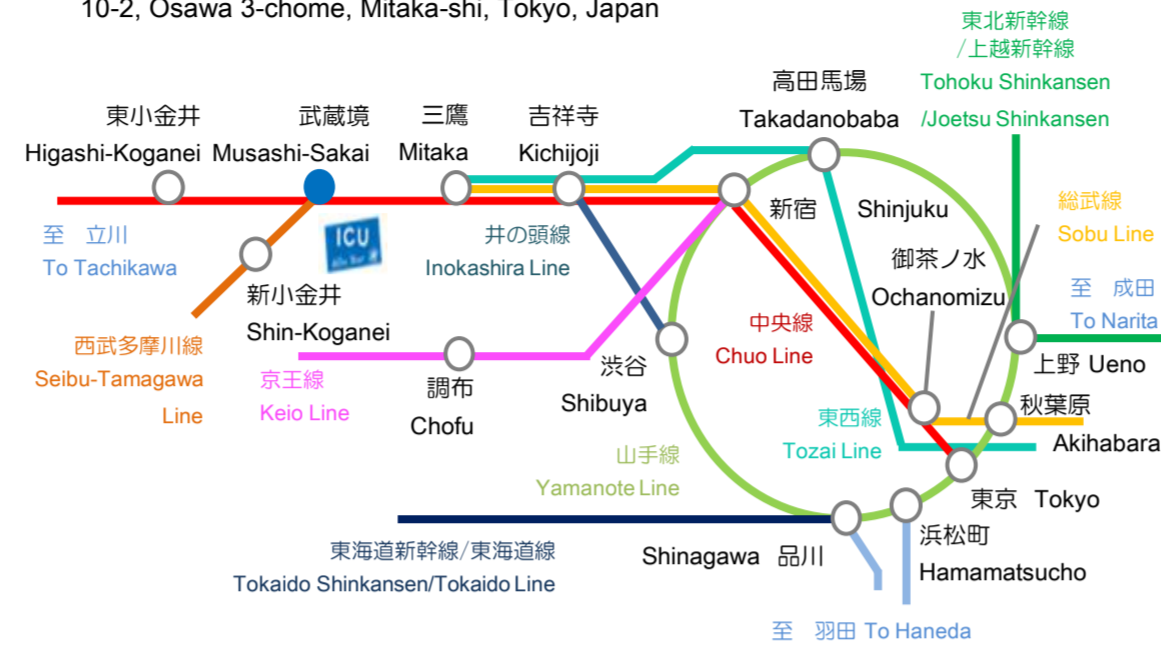 10-2, Osawa 3-chome, Mitaka-shi, Tokyo, Japan
東北新幹線
/上越新幹線
Tohoku Shinkansen
/Joetsu Shinkansen
高田馬場
Takadanobaba
東小金井
Higashi-Koganei
武蔵境
Musashi-Sakai
三鷹
Mitaka
吉祥寺
Kichijoji
新宿 Shinjuku
総武線
Sobu Line
至 立川
To Tachikawa
ICU
井の頭線
Inokashira Line
御茶ノ水
Ochanomizu
至 成田
To Narita
新小金井
Shin-Koganei
中央線
Chuo Line
上野 Ueno
西武多摩川線
Seibu-Tamagawa
Line
京王線
Keio Line
調布
Chofu
渋谷
Shibuya
東西線
Tozai Line
秋葉原
Akihabara
山手線
Yamanote Line
東京 Tokyo
東海道新幹線/東海道線
Tokaido Shinkansen/Tokaido Line
Shinagawa 品川
浜松町
Hamamatsucho
至 羽田 To Haneda